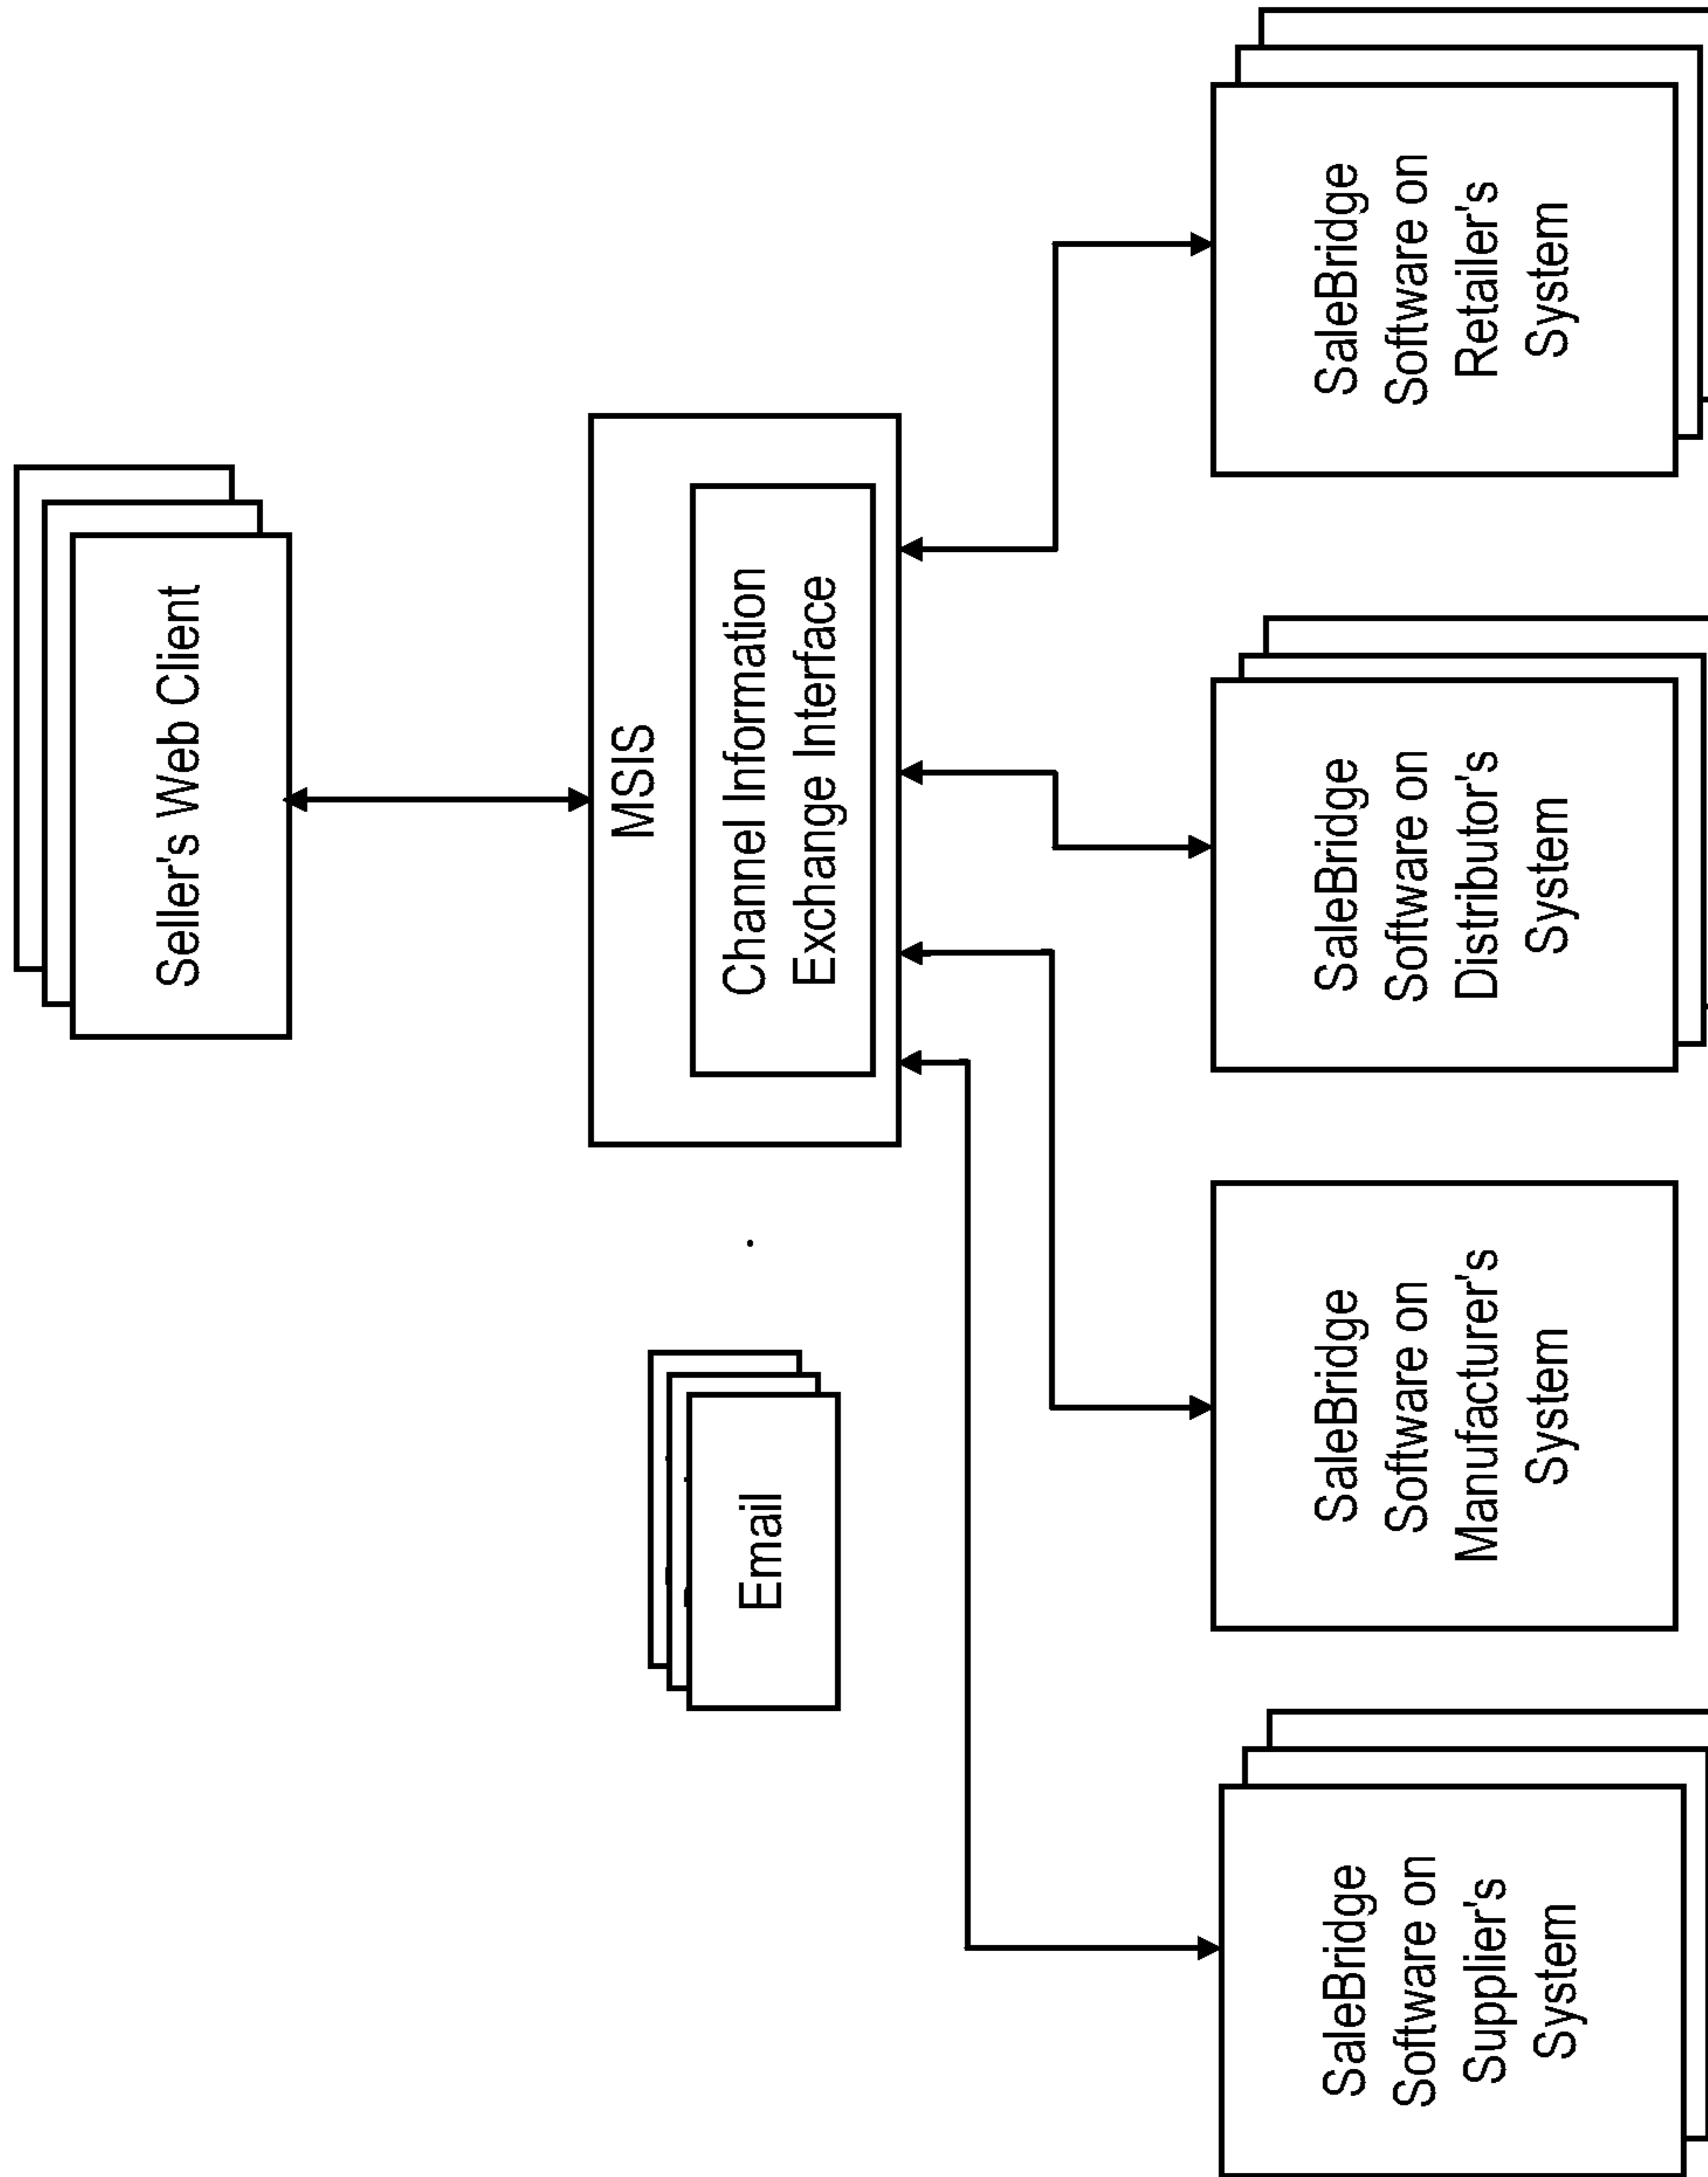 Seller's Web Client
MSIS
Channel Information
Exchange Interface
Email
SaleBridge
Software on
Supplier's
System
SaleBridge
Software on
Manufacturer's
System
SaleBridge
Software on
Distributor's
System
SaleBridge
Software on
Retailer's
System